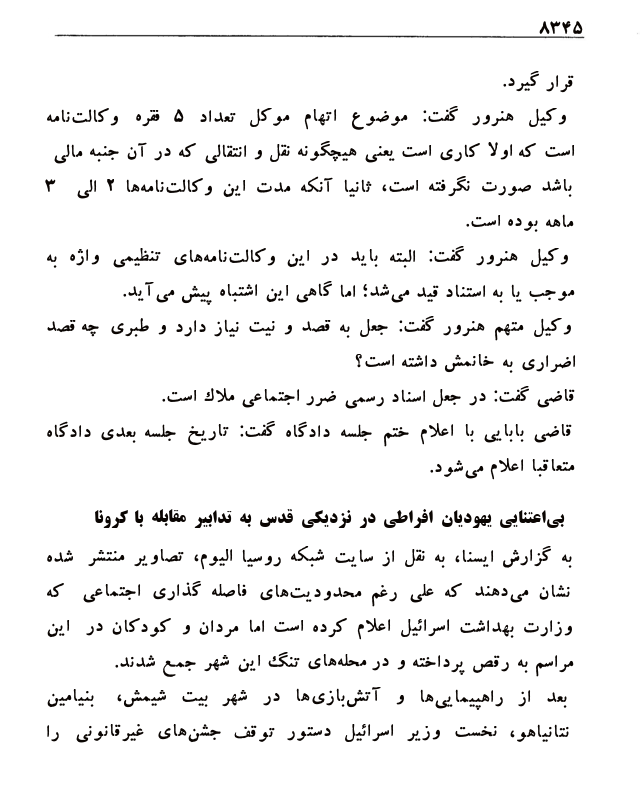 ۸۳۴۵
قرار گیرد.
وکیل هنرور گفت: موضوع اتهام موکل تعداد ۵ فقره وکالت‌نامه
است که اولاً کاری است یعنی هیچگونه نقل و انتقالی که در آن جنبه مالی
باشد صورت نگرفته است، ثانیا آنکه مدت این وکالت‌نامه‌ها ۲ الی ۳
ماهه بوده است.
وکیل هنرور گفت: البته باید در این وکالت‌نامه‌های تنظیمی واژه به
موجب یا به استناد قید می‌شد؛ اما گاهی این اشتباه پیش می‌آید.
وکیل متهم هنرور گفت: جعل به قصد و نیت نیاز دارد و طبری چه قصد
اضراری به خانمش داشته است؟
قاضی گفت: در جعل اسناد رسمی ضرر اجتماعی ملاک است.
قاضی بابایی با اعلام ختم جلسه دادگاه گفت: تاریخ جلسه بعدی دادگاه
متعاقبا اعلام می‌شود.
بی‌اعتنایی یهودیان افراطی در نزدیکی قدس به تدابیر مقابله با کرونا
به گزارش ایسنا، به نقل از سایت شبکه روسیا الیوم، تصاویر منتشر شده
نشان می‌دهند که علی رغم محدودیت‌های فاصله گذاری اجتماعی که
وزارت بهداشت اسرائیل اعلام کرده است اما مردان و کودکان در این
مراسم به رقص پرداخته و در محله‌های تنگ این شهر جمع شدند.
بعد از راهپیمایی‌ها و آتش‌بازی‌ها در شهر بیت شیمش، بنیامین
نتانیاهو، نخست وزیر اسرائیل دستور توقف جشن‌های غیرقانونی را